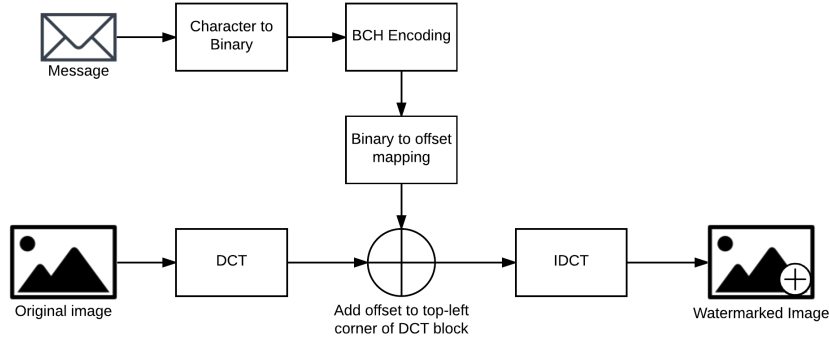 Message
Character to
Binary
BCH Encoding
Binary to offset
mapping
Original image
DCT
Add offset to top-left
corner of DCT block
IDCT
Watermarked Image